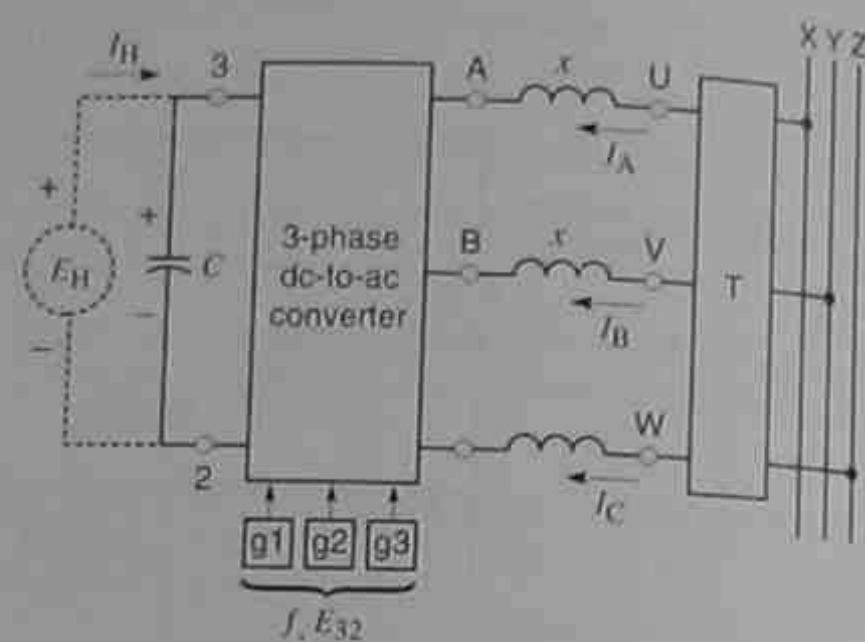 X Y Z
I_H
3
A
x
U
I_A
+
+
E_H
C
3-phase
dc-to-ac
converter
B
x
V
T
I_B
−
−
W
2
I_C
g1 g2 g3
f, E_32